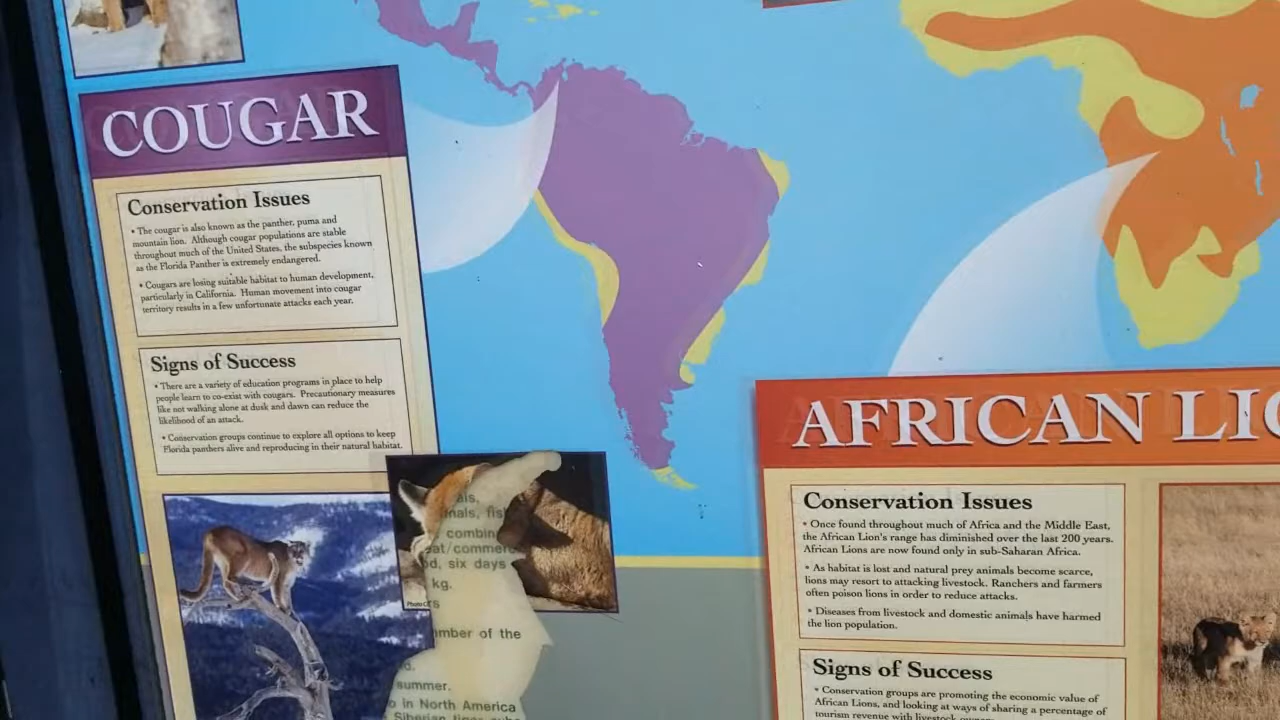 COUGAR
Conservation Issues
• The cougar is also known as the panther, puma and
mountain lion. Although cougar populations are stable
throughout much of the United States, the subspecies known
as the Florida Panther is extremely endangered.
• Cougars are losing suitable habitat to human development,
particularly in California. Human movement into cougar
territory results in a few unfortunate attacks each year.
Signs of Success
• There are a variety of education programs in place to help
people learn to co-exist with cougars. Precautionary measures
like not walking alone at dusk and dawn can reduce the
likelihood of an attack.
• Conservation groups continue to explore all options to keep
Florida panthers alive and reproducing in their natural habitat.
kg.
of the
summer.
in North America
AFRICAN
Conservation Issues
• Once found throughout much of Africa and the Middle East,
the African Lion's range has diminished over the last 200 years.
African Lions are now found only in sub-Saharan Africa.
• As habitat is lost and natural prey animals become scarce,
lions may resort to attacking livestock. Ranchers and farmers
often poison lions in order to reduce attacks.
• Diseases from livestock and domestic animals have harmed
the lion population.
Signs of Success
• Conservation groups are promoting the economic value of
African Lions, and looking at ways of sharing a percentage of
tourism revenue with livestock